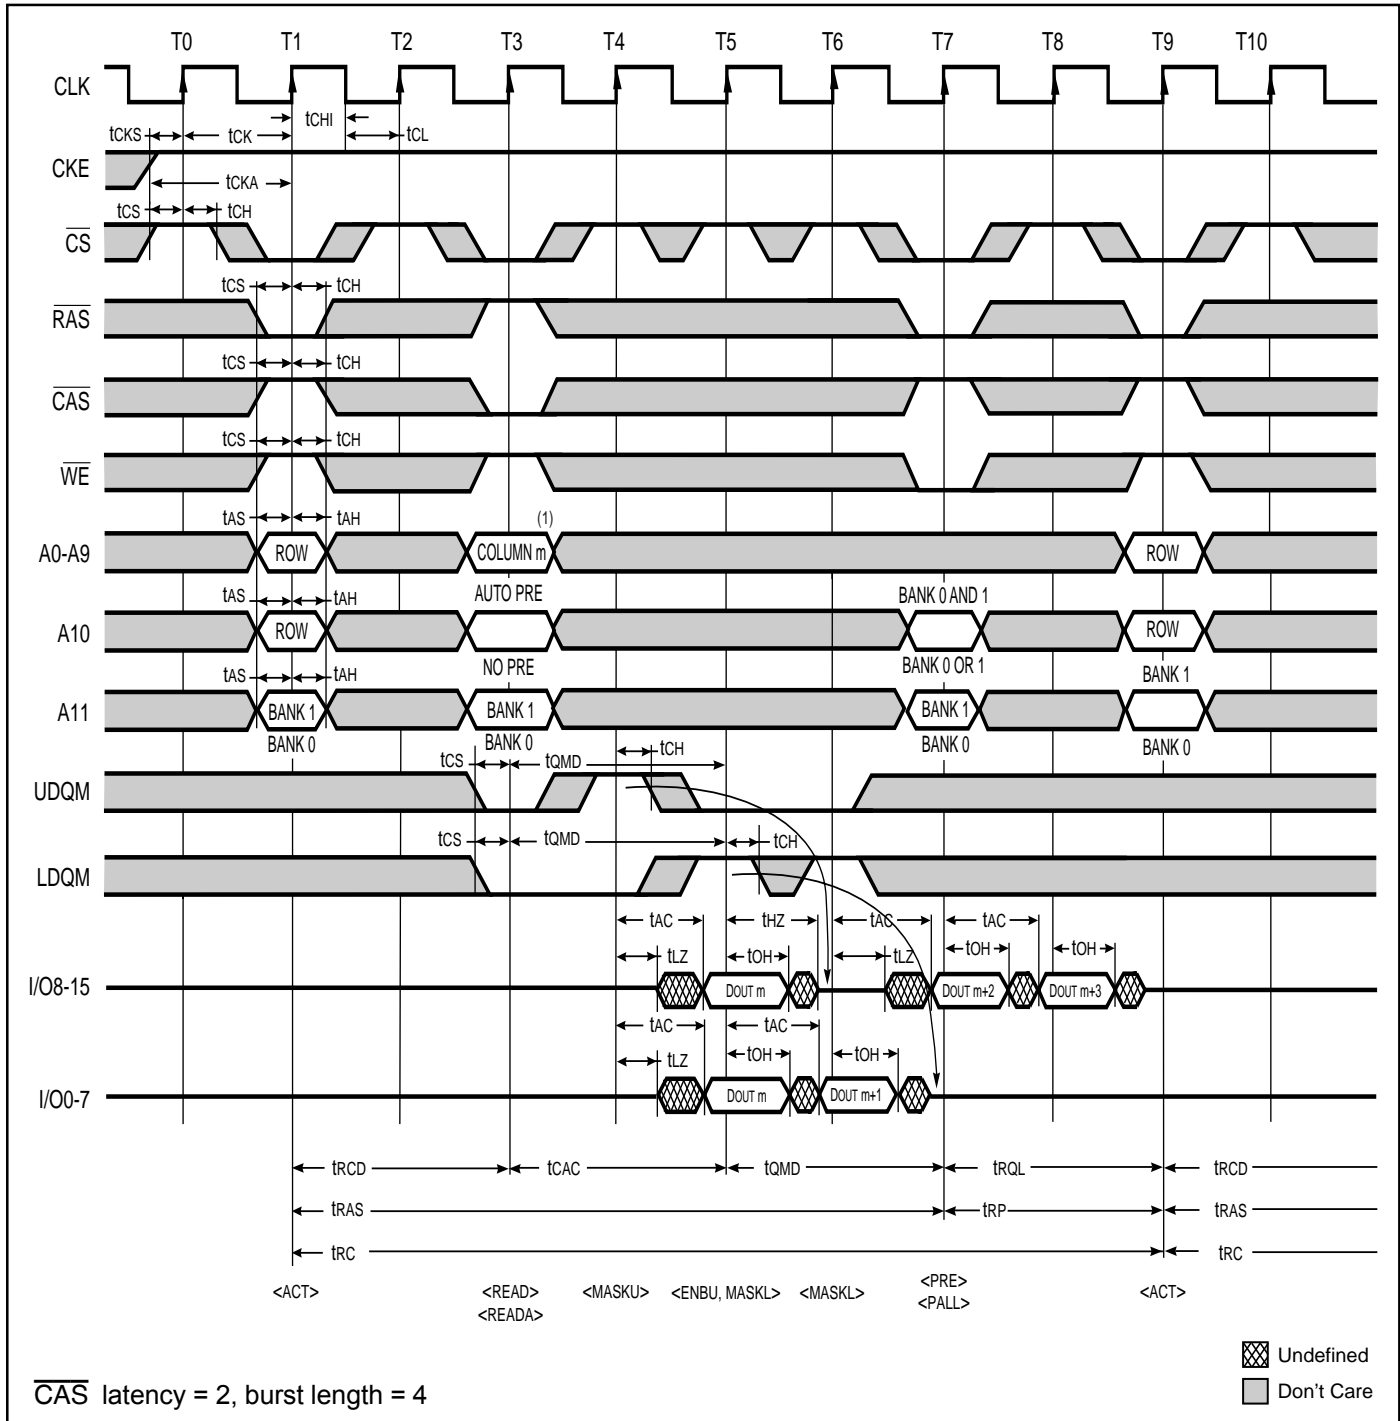 T0 T1 T2 T3 T4 T5 T6 T7 T8 T9 T10
CLK
tCHI
tCKS tCK tCL
CKE
tCKA
tCS tCH
CS
tCS tCH
RAS
tCS tCH
CAS
tCS tCH
WE
tAS tAH (1)
A0-A9 ROW COLUMN m ROW
tAS tAH AUTO PRE BANK 0 AND 1
A10 ROW ROW
NO PRE BANK 0 OR 1 BANK 1
tAS tAH
A11 BANK 1 BANK 1 BANK 1
BANK 0 BANK 0 BANK 0 BANK 0
tCS tQMD tCH
UDQM
tCS tQMD tCH
LDQM
tAC tHZ tAC tAC
tLZ tOH tLZ tOH tOH
I/O8-15 DOUT m DOUT m+2 DOUT m+3
tAC tAC
tLZ tOH tOH
I/O0-7 DOUT m DOUT m+1
tRCD tCAC tQMD tRQL tRCD
tRAS tRP tRAS
tRC tRC
<ACT> <READ> <MASKU> <ENBU, MASKL> <MASKL> <PRE> <ACT>
<READA> <PALL>
Undefined
Don't Care
CAS latency = 2, burst length = 4